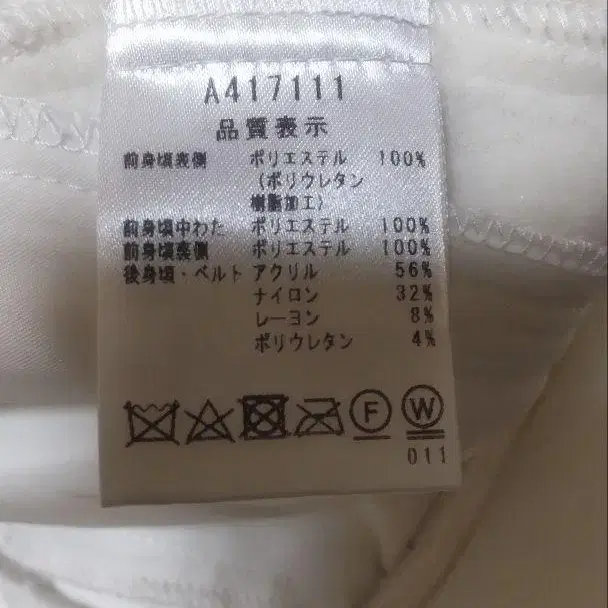 A417111
品質表示
前身頃表側 ポリエステル 100%
(ポリウレタン
樹脂加工)
前身頃中わた ポリエステル 100%
前身頃裏側 ポリエステル 100%
後身頃・ベルト アクリル 56%
ナイロン 32%
レーヨン 8%
ポリウレタン 4%
F W
011